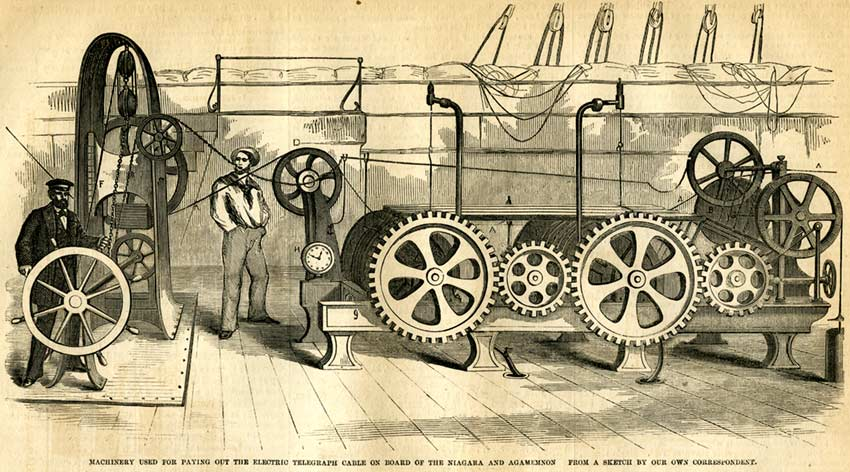 D
A
F
A
A
A
B
H
9
MACHINERY USED FOR PAYING OUT THE ELECTRIC TELEGRAPH CABLE ON BOARD OF THE NIAGARA AND AGAMEMNON FROM A SKETCH BY OUR OWN CORRESPONDENT.